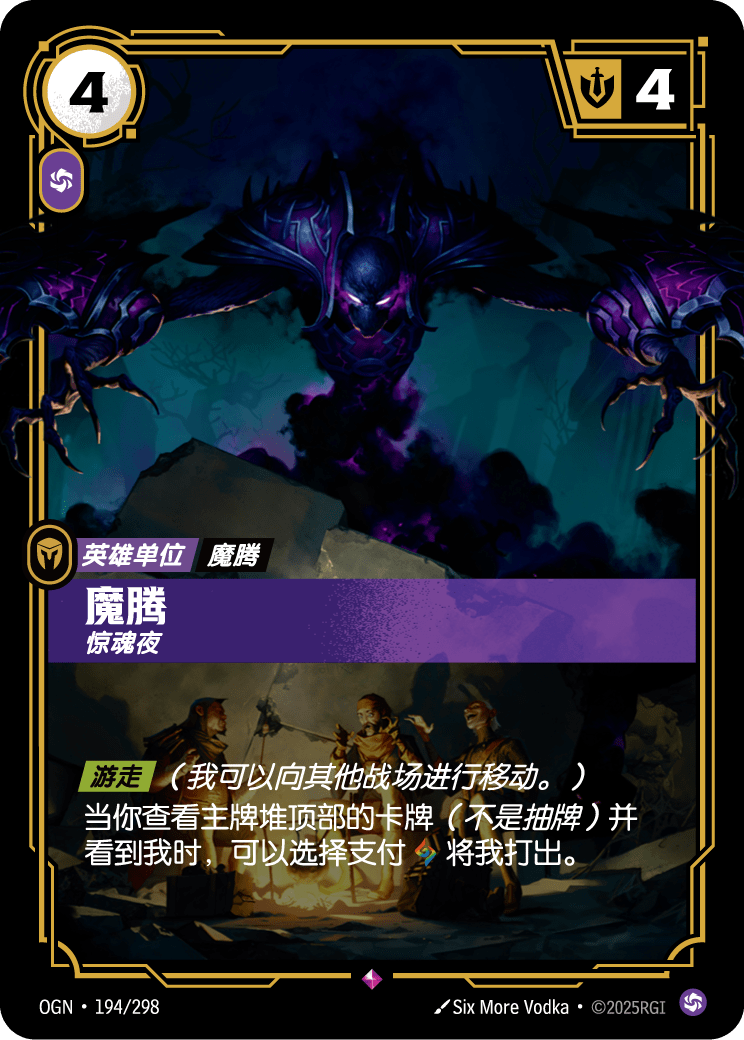 4
4
英雄单位 魔腾
魔腾
惊魂夜
游走（我可以向其他战场进行移动。）
当你查看主牌堆顶部的卡牌（不是抽牌）并
看到我时，可以选择支付 将我打出。
OGN • 194/298 Six More Vodka • ©2025RGI